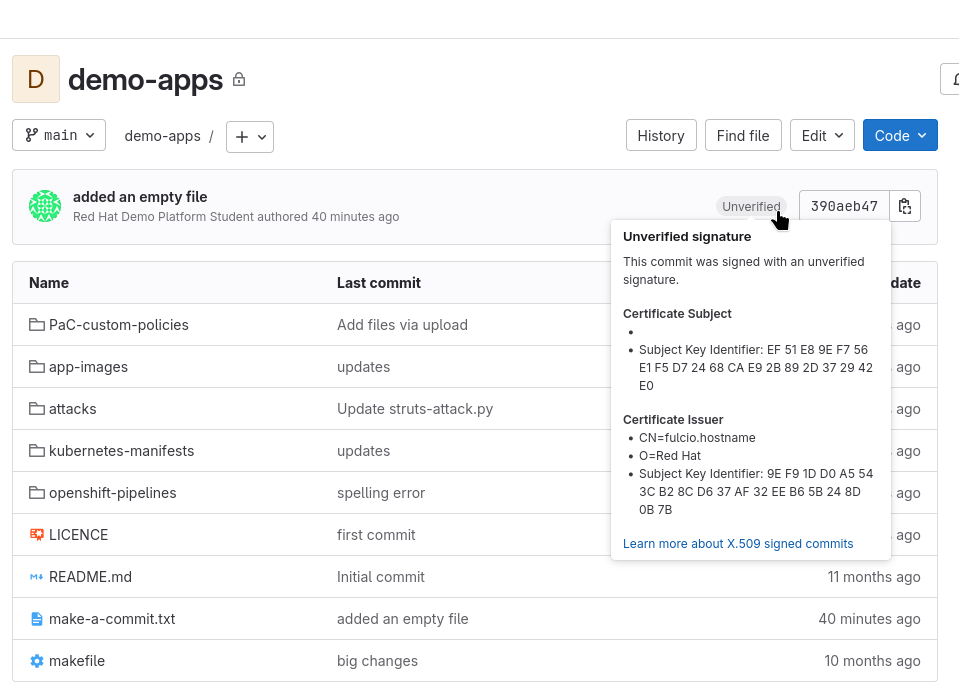 D
demo-apps
main
demo-apps /
History
Find file
Edit
Code
added an empty file
Red Hat Demo Platform Student authored 40 minutes ago
Unverified
390aeb47
Unverified signature
This commit was signed with an unverified
signature.
Certificate Subject
•
• Subject Key Identifier: EF 51 E8 9E F7 56
E1 F5 D7 24 68 CA E9 2B 89 2D 37 29 42
E0
Certificate Issuer
• CN=fulcio.hostname
• O=Red Hat
• Subject Key Identifier: 9E F9 1D D0 A5 54
3C B2 8C D6 37 AF 32 EE B6 5B 24 8D
0B 7B
Learn more about X.509 signed commits
Name Last commit date
PaC-custom-policies Add files via upload ago
app-images updates ago
attacks Update struts-attack.py ago
kubernetes-manifests updates ago
openshift-pipelines spelling error ago
LICENCE first commit ago
README.md Initial commit 11 months ago
make-a-commit.txt added an empty file 40 minutes ago
makefile big changes 10 months ago